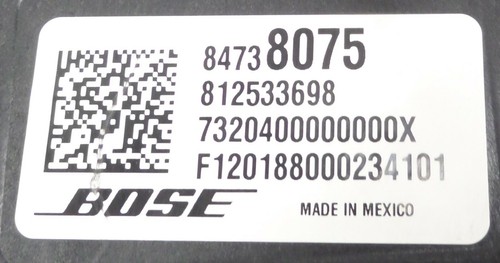 8473 8075
812533698
7320400000000X
F120188000234101
BOSE
MADE IN MEXICO